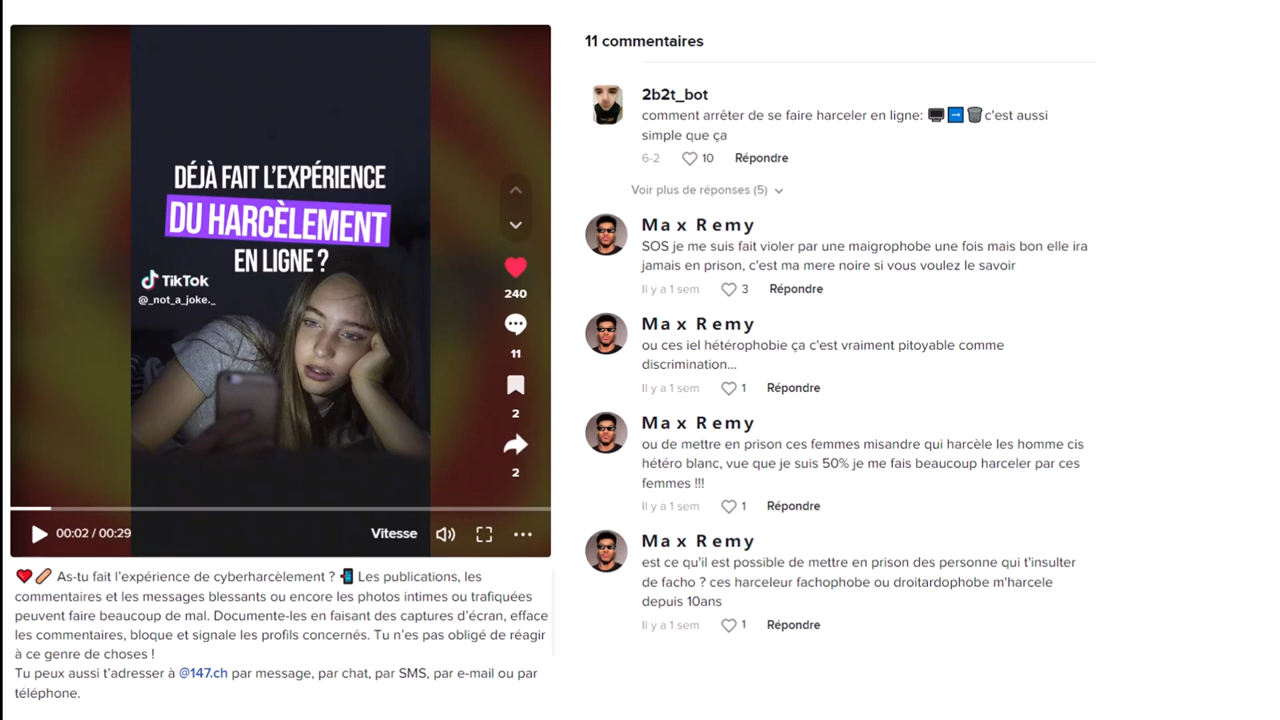 DÉJÀ FAIT L'EXPÉRIENCE
DU HARCÈLEMENT
EN LIGNE ?
TikTok
@_not_a_joke._
240
11
2
2
00:02 / 00:29
Vitesse
As-tu fait l'expérience de cyberharcèlement ? Les publications, les
commentaires et les messages blessants ou encore les photos intimes ou trafiquées
peuvent faire beaucoup de mal. Documente-les en faisant des captures d'écran, efface
les commentaires, bloque et signale les profils concernés. Tu n'es pas obligé de réagir
à ce genre de choses !
Tu peux aussi t'adresser à @147.ch par message, par chat, par SMS, par e-mail ou par
téléphone.
11 commentaires
2b2t_bot
comment arrêter de se faire harceler en ligne: 🖥️➡️🗑️c'est aussi
simple que ça
6-2 10 Répondre
Voir plus de réponses (5)
Max Remy
SOS je me suis fait violer par une maigrophobe une fois mais bon elle ira
jamais en prison, c'est ma mere noire si vous voulez le savoir
Il y a 1 sem 3 Répondre
Max Remy
ou ces iel hétérophobie ça c'est vraiment pitoyable comme
discrimination...
Il y a 1 sem 1 Répondre
Max Remy
ou de mettre en prison ces femmes misandre qui harcèle les homme cis
hétéro blanc, vue que je suis 50% je me fais beaucoup harceler par ces
femmes !!!
Il y a 1 sem 1 Répondre
Max Remy
est ce qu'il est possible de mettre en prison des personne qui t'insulter
de facho ? ces harceleur fachophobe ou droitardophobe m'harcele
depuis 10ans
Il y a 1 sem 1 Répondre